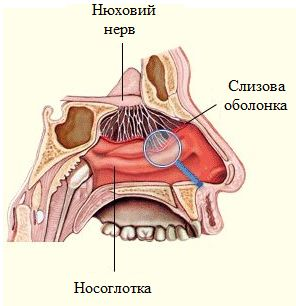 Нюховий
нерв
Слизова
оболонка
Носоглотка